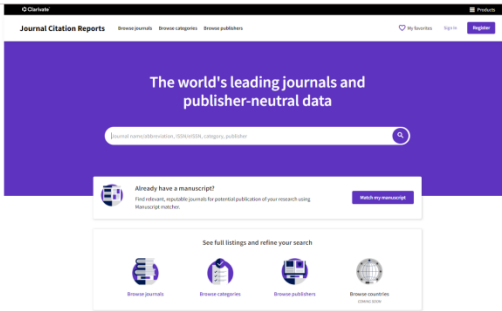 Clarivate
Products
Journal Citation Reports
Browse journals
Browse categories
Browse publishers
My favorites
Sign In
Register
The world's leading journals and
publisher-neutral data
Journal name/abbreviation, ISSN/eISSN, category, publisher
Already have a manuscript?
Find relevant, reputable journals for potential publication of your research using
Manuscript matcher.
Match my manuscript
See full listings and refine your search
Browse journals
Browse categories
Browse publishers
Browse countries
COMING SOON